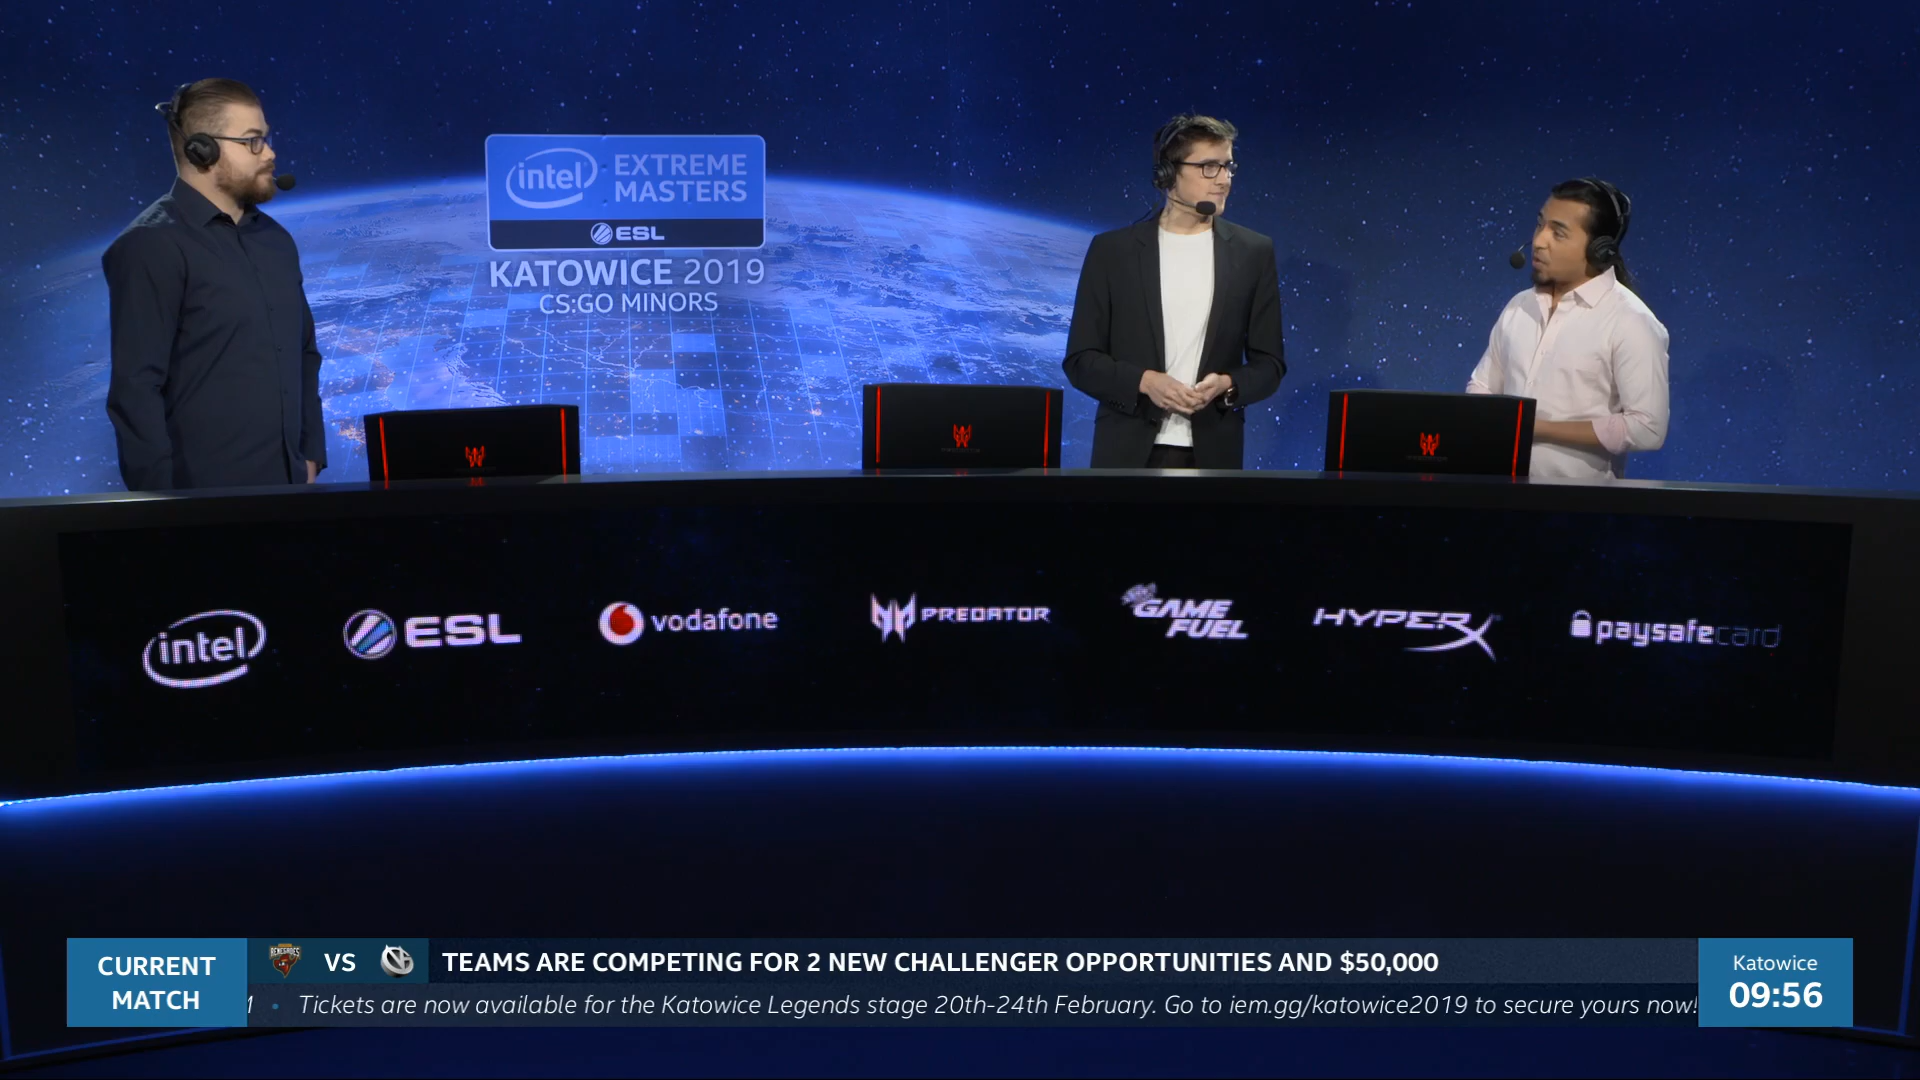 intel
EXTREME
MASTERS
ESL
KATOWICE 2019
CS:GO MINORS
intel
ESL
vodafone
PREDATOR
GAME
FUEL
HYPERX
paysafecard
CURRENT
MATCH
RENEGADES
VS
VG
TEAMS ARE COMPETING FOR 2 NEW CHALLENGER OPPORTUNITIES AND $50,000
Tickets are now available for the Katowice Legends stage 20th-24th February. Go to iem.gg/katowice2019 to secure yours now!
Katowice
09:56